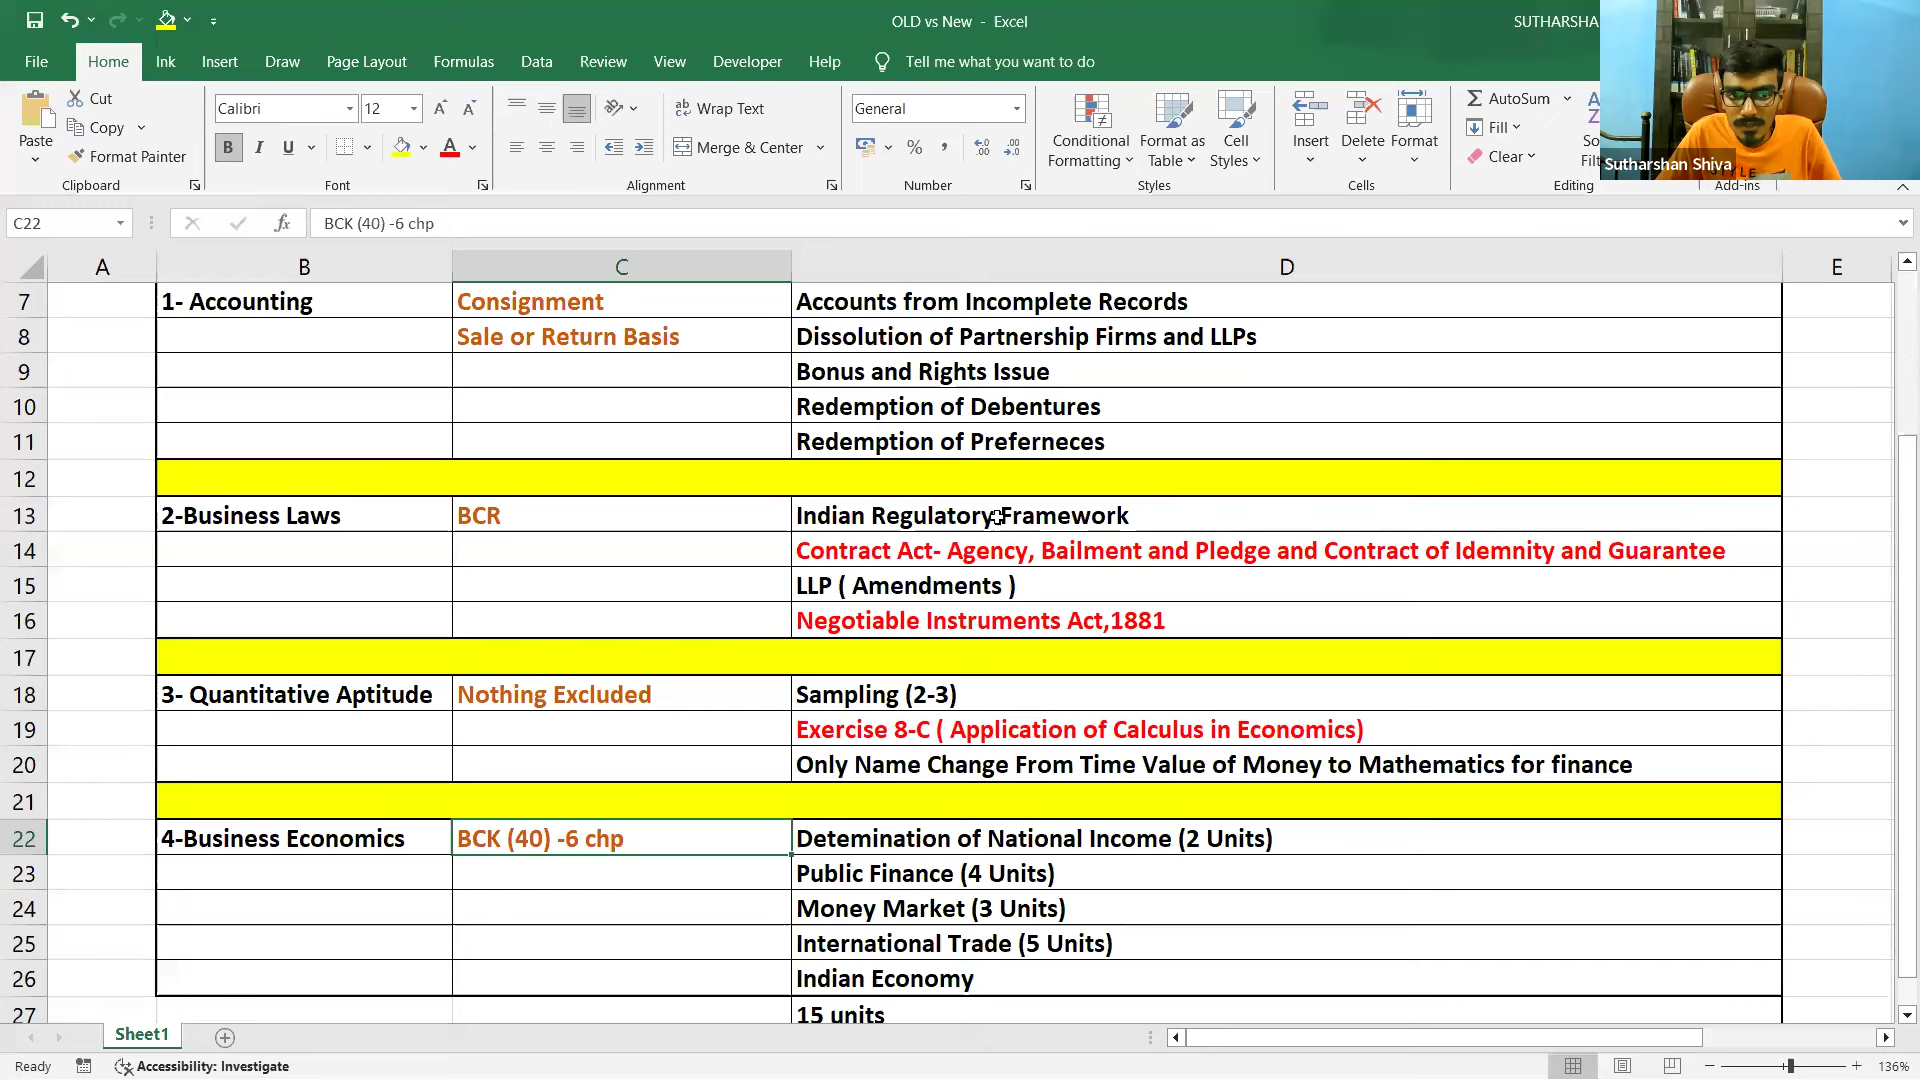 OLD vs New - Excel
SUTHARSHA
File Home Ink Insert Draw Page Layout Formulas Data Review View Developer Help Tell me what you want to do
Cut
Copy
Format Painter
Paste
Clipboard
Calibri 12
B I U
Font
Wrap Text
Merge & Center
Alignment
General
Number
Conditional Formatting
Format as Table
Cell Styles
Styles
Insert
Delete
Format
Cells
AutoSum
Fill
Clear
So
Filt
Editing
Add-ins
Sutharshan Shiva
C22 fx BCK (40) -6 chp
A B C D E
7 1- Accounting Consignment Accounts from Incomplete Records
8 Sale or Return Basis Dissolution of Partnership Firms and LLPs
9 Bonus and Rights Issue
10 Redemption of Debentures
11 Redemption of Preferneces
12
13 2-Business Laws BCR Indian Regulatory Framework
14 Contract Act- Agency, Bailment and Pledge and Contract of Idemnity and Guarantee
15 LLP ( Amendments )
16 Negotiable Instruments Act,1881
17
18 3- Quantitative Aptitude Nothing Excluded Sampling (2-3)
19 Exercise 8-C ( Application of Calculus in Economics)
20 Only Name Change From Time Value of Money to Mathematics for finance
21
22 4-Business Economics BCK (40) -6 chp Detemination of National Income (2 Units)
23 Public Finance (4 Units)
24 Money Market (3 Units)
25 International Trade (5 Units)
26 Indian Economy
27 15 units
Sheet1
Ready Accessibility: Investigate 136%